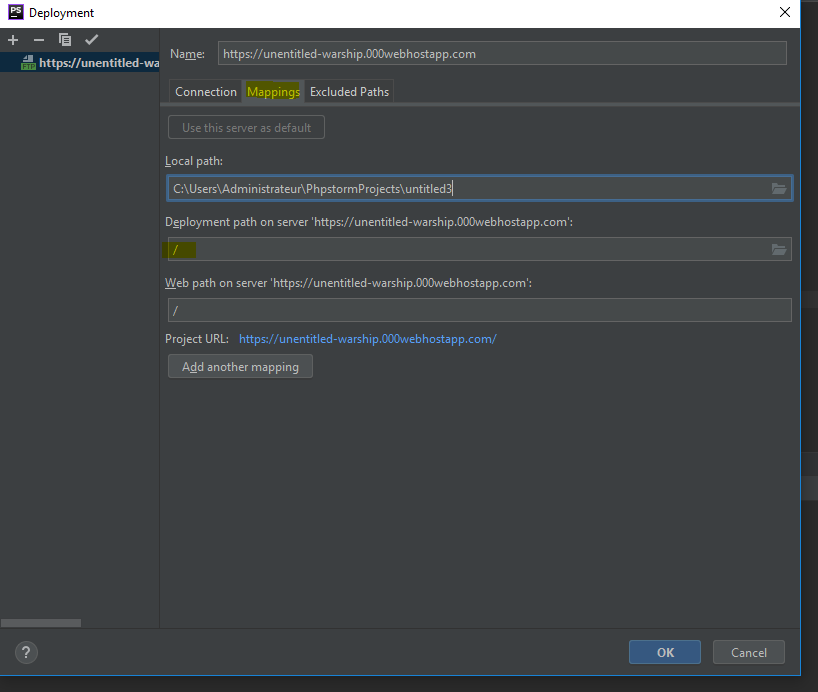 PS Deployment
Name: https://unentitled-warship.000webhostapp.com
FTP https://unentitled-wa
Connection Mappings Excluded Paths
Use this server as default
Local path:
C:\Users\Administrateur\PhpstormProjects\untitled3
Deployment path on server 'https://unentitled-warship.000webhostapp.com':
/
Web path on server 'https://unentitled-warship.000webhostapp.com':
/
Project URL: https://unentitled-warship.000webhostapp.com/
Add another mapping
? OK Cancel